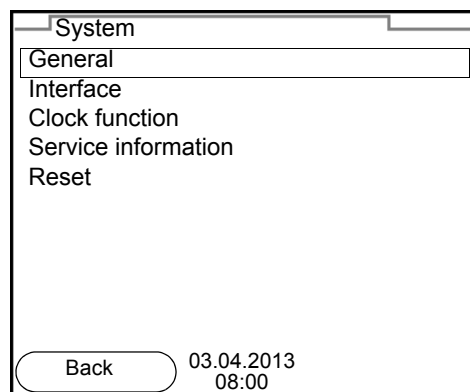 System
General
Interface
Clock function
Service information
Reset
Back
03.04.2013
08:00